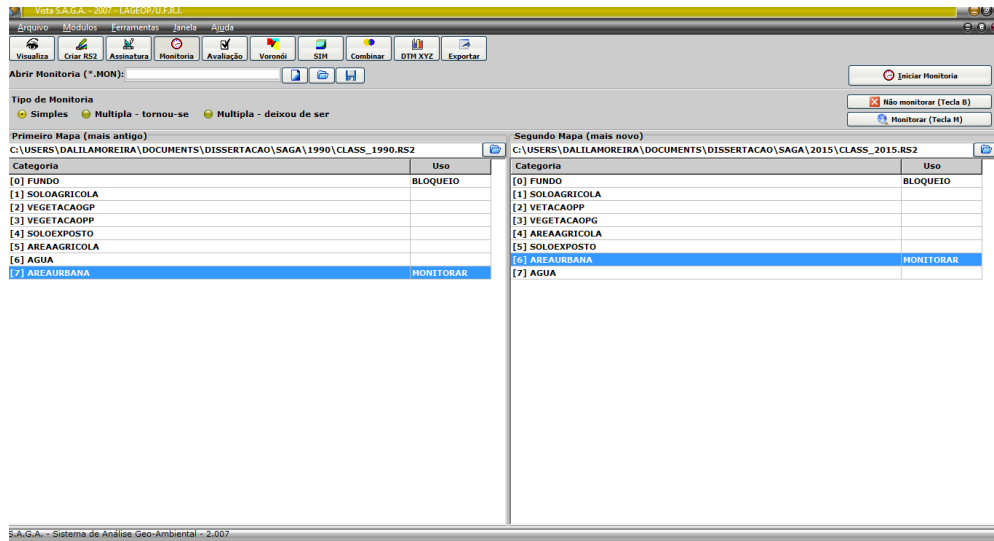 Vista S.A.G.A. - 2007 - LAGEOP/U.F.R.J.
Arquivo Módulos Ferramentas Janela Ajuda
Visualiza Criar RS2 Assinatura Monitoria Avaliação Voronói SIM Combinar DTM XYZ Exportar
Abrir Monitoria (*.MON): Iniciar Monitoria
Tipo de Monitoria Não monitorar (Tecla B)
Simples Multipla - tornou-se Multipla - deixou de ser Monitorar (Tecla M)
Primeiro Mapa (mais antigo)
C:\USERS\DALILAMOREIRA\DOCUMENTS\DISSERTACAO\SAGA\1990\CLASS_1990.RS2
Categoria Uso
[0] FUNDO BLOQUEIO
[1] SOLOAGRICOLA
[2] VEGETACAOGP
[3] VEGETACAOPP
[4] SOLOEXPOSTO
[5] AREAAGRICOLA
[6] AGUA
[7] AREAURBANA MONITORAR
Segundo Mapa (mais novo)
C:\USERS\DALILAMOREIRA\DOCUMENTS\DISSERTACAO\SAGA\2015\CLASS_2015.RS2
Categoria Uso
[0] FUNDO BLOQUEIO
[1] SOLOAGRICOLA
[2] VETACAOPP
[3] VEGETACAOPG
[4] AREAAGRICOLA
[5] SOLOEXPOSTO
[6] AREAURBANA MONITORAR
[7] AGUA
S.A.G.A. - Sistema de Análise Geo-Ambiental - 2.007